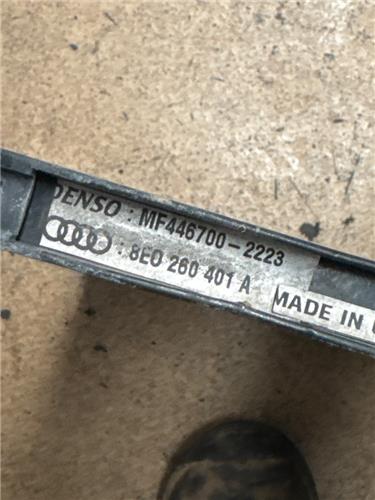 DENSO : MF446700-2223
: 8E0 260 401 A
MADE IN